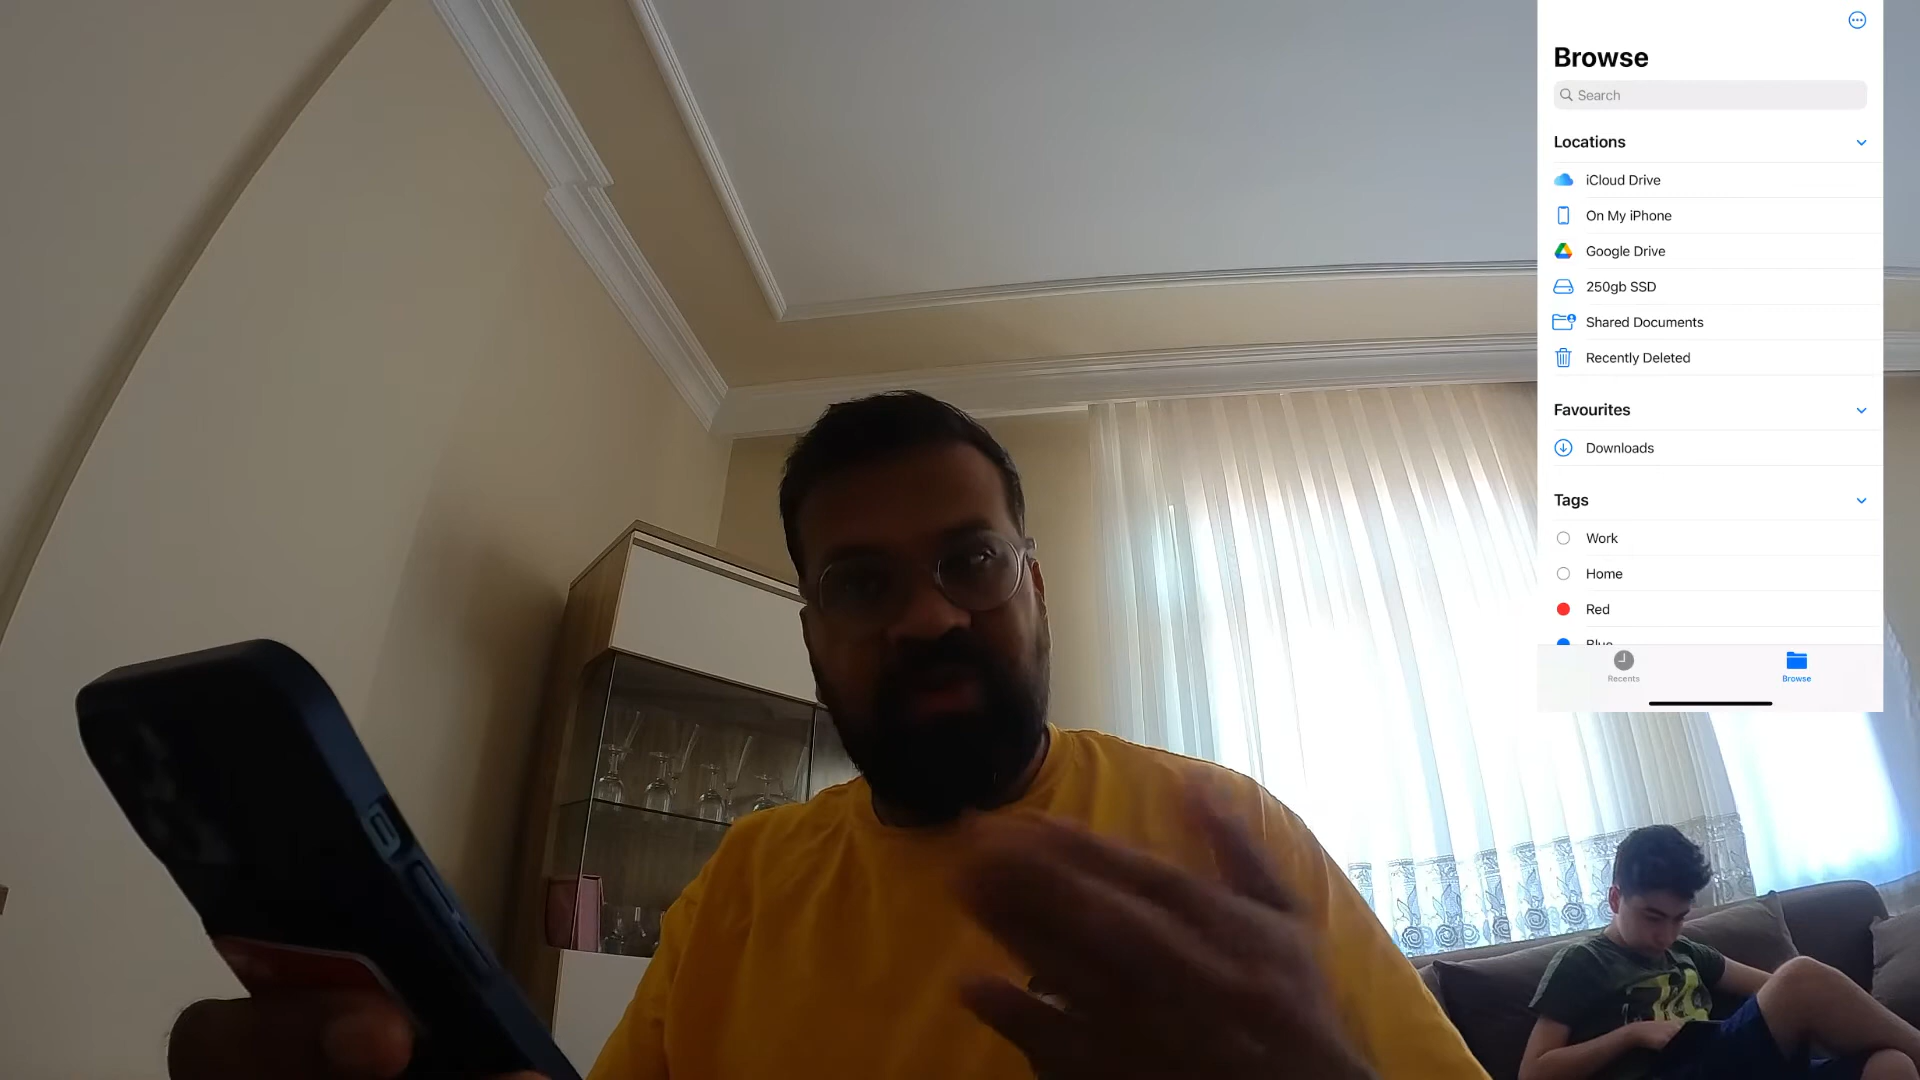 Browse
Search
Locations
iCloud Drive
On My iPhone
Google Drive
250gb SSD
Shared Documents
Recently Deleted
Favourites
Downloads
Tags
Work
Home
Red
Blue
Recents
Browse